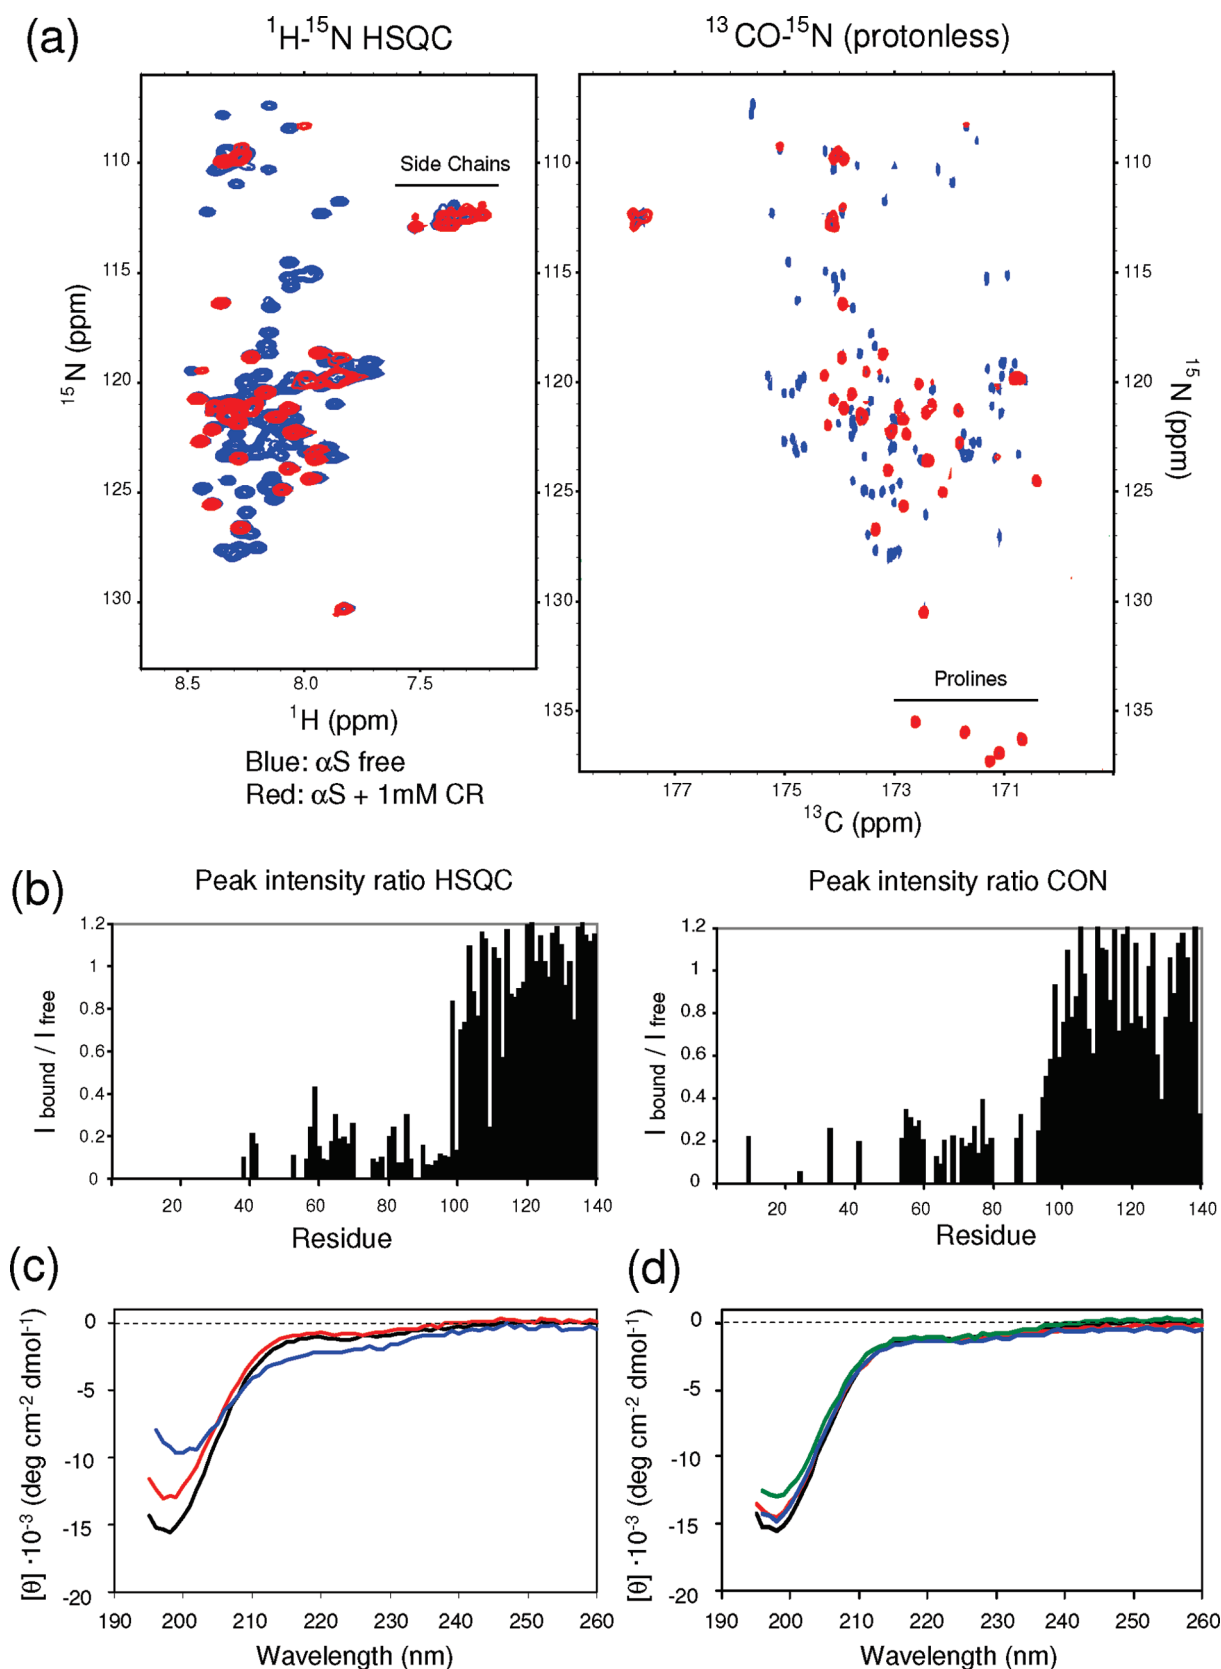 (a)
¹H-¹⁵N HSQC
¹³CO-¹⁵N (protonless)
Side Chains
110
115
120
125
130
¹⁵N (ppm)
8.5 8.0 7.5
¹H (ppm)
Blue: αS free
Red: αS + 1mM CR
110
115
120
125
130
135
Prolines
110
115
120
125
130
135
¹⁵N (ppm)
177 175 173 171
¹³C (ppm)
(b)
Peak intensity ratio HSQC
1.2
1
0.8
0.6
0.4
0.2
0
I bound / I free
20 40 60 80 100 120 140
Residue
Peak intensity ratio CON
1.2
1
0.8
0.6
0.4
0.2
0
I bound / I free
20 40 60 80 100 120 140
Residue
(c)
0
-5
-10
-15
-20
[θ] ·10⁻³ (deg cm⁻² dmol⁻¹)
190 200 210 220 230 240 250 260
Wavelength (nm)
(d)
0
-5
-10
-15
-20
[θ] ·10⁻³ (deg cm⁻² dmol⁻¹)
190 200 210 220 230 240 250 260
Wavelength (nm)